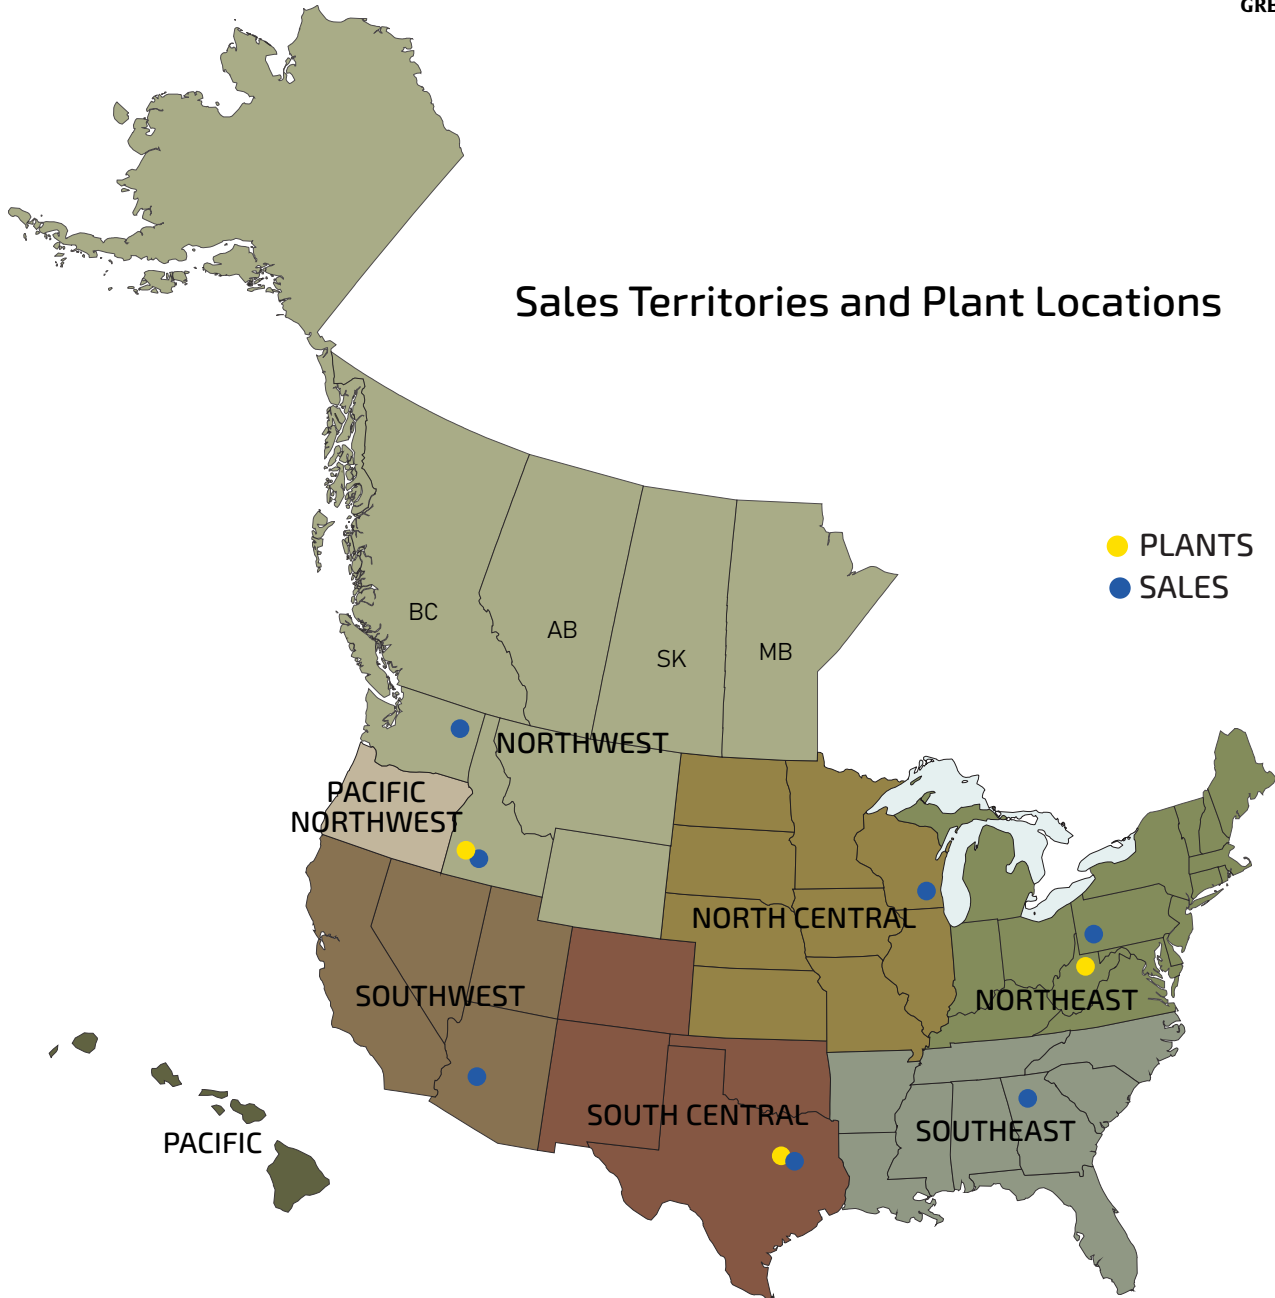 GRE
Sales Territories and Plant Locations
PLANTS
SALES
BC
AB
SK
MB
NORTHWEST
PACIFIC
NORTHWEST
NORTH CENTRAL
SOUTHWEST
NORTHEAST
SOUTH CENTRAL
SOUTHEAST
PACIFIC